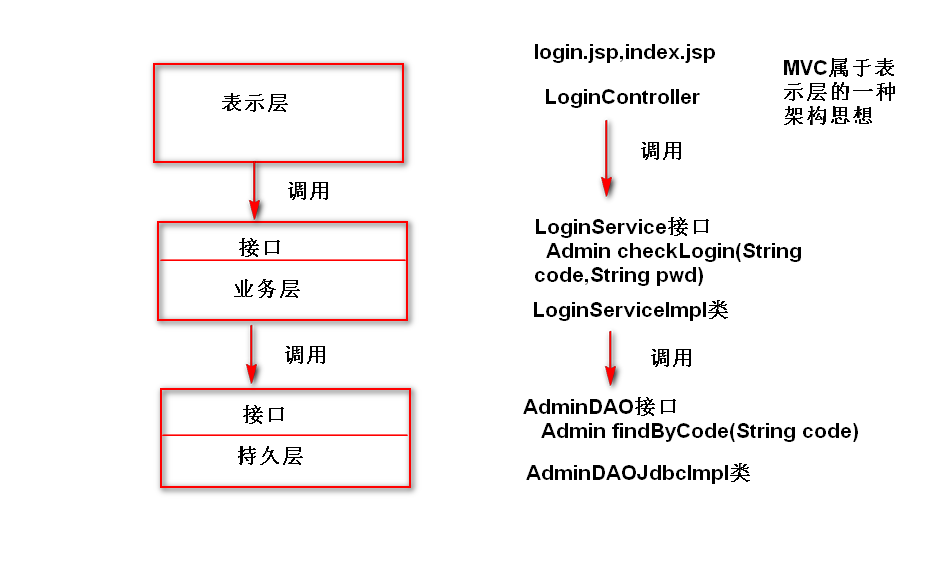 表示层
调用
接口
业务层
调用
接口
持久层
login.jsp,index.jsp
LoginController
调用
LoginService接口
Admin checkLogin(String
code,String pwd)
LoginServiceImpl类
调用
AdminDAO接口
Admin findByCode(String code)
AdminDAOJdbcImpl类
MVC属于表
示层的一种
架构思想